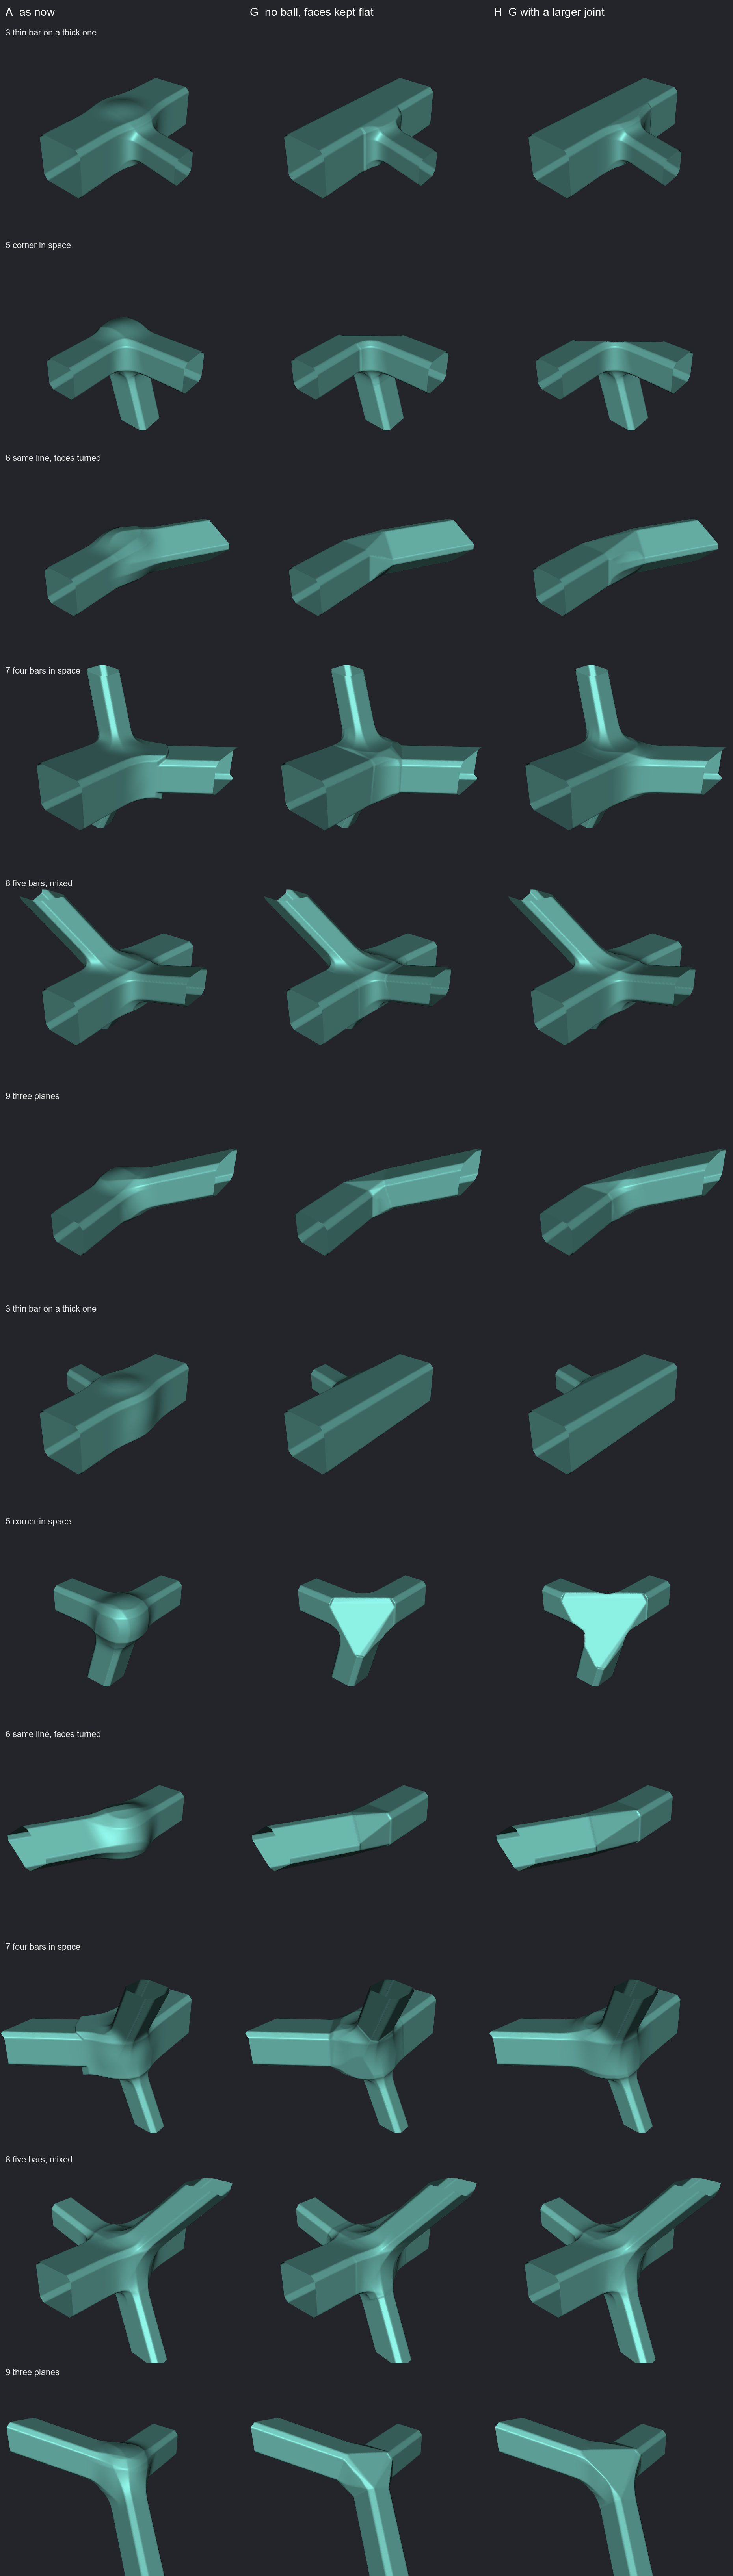 A as now
G no ball, faces kept flat
H G with a larger joint
3 thin bar on a thick one
5 corner in space
6 same line, faces turned
7 four bars in space
8 five bars, mixed
9 three planes
3 thin bar on a thick one
5 corner in space
6 same line, faces turned
7 four bars in space
8 five bars, mixed
9 three planes